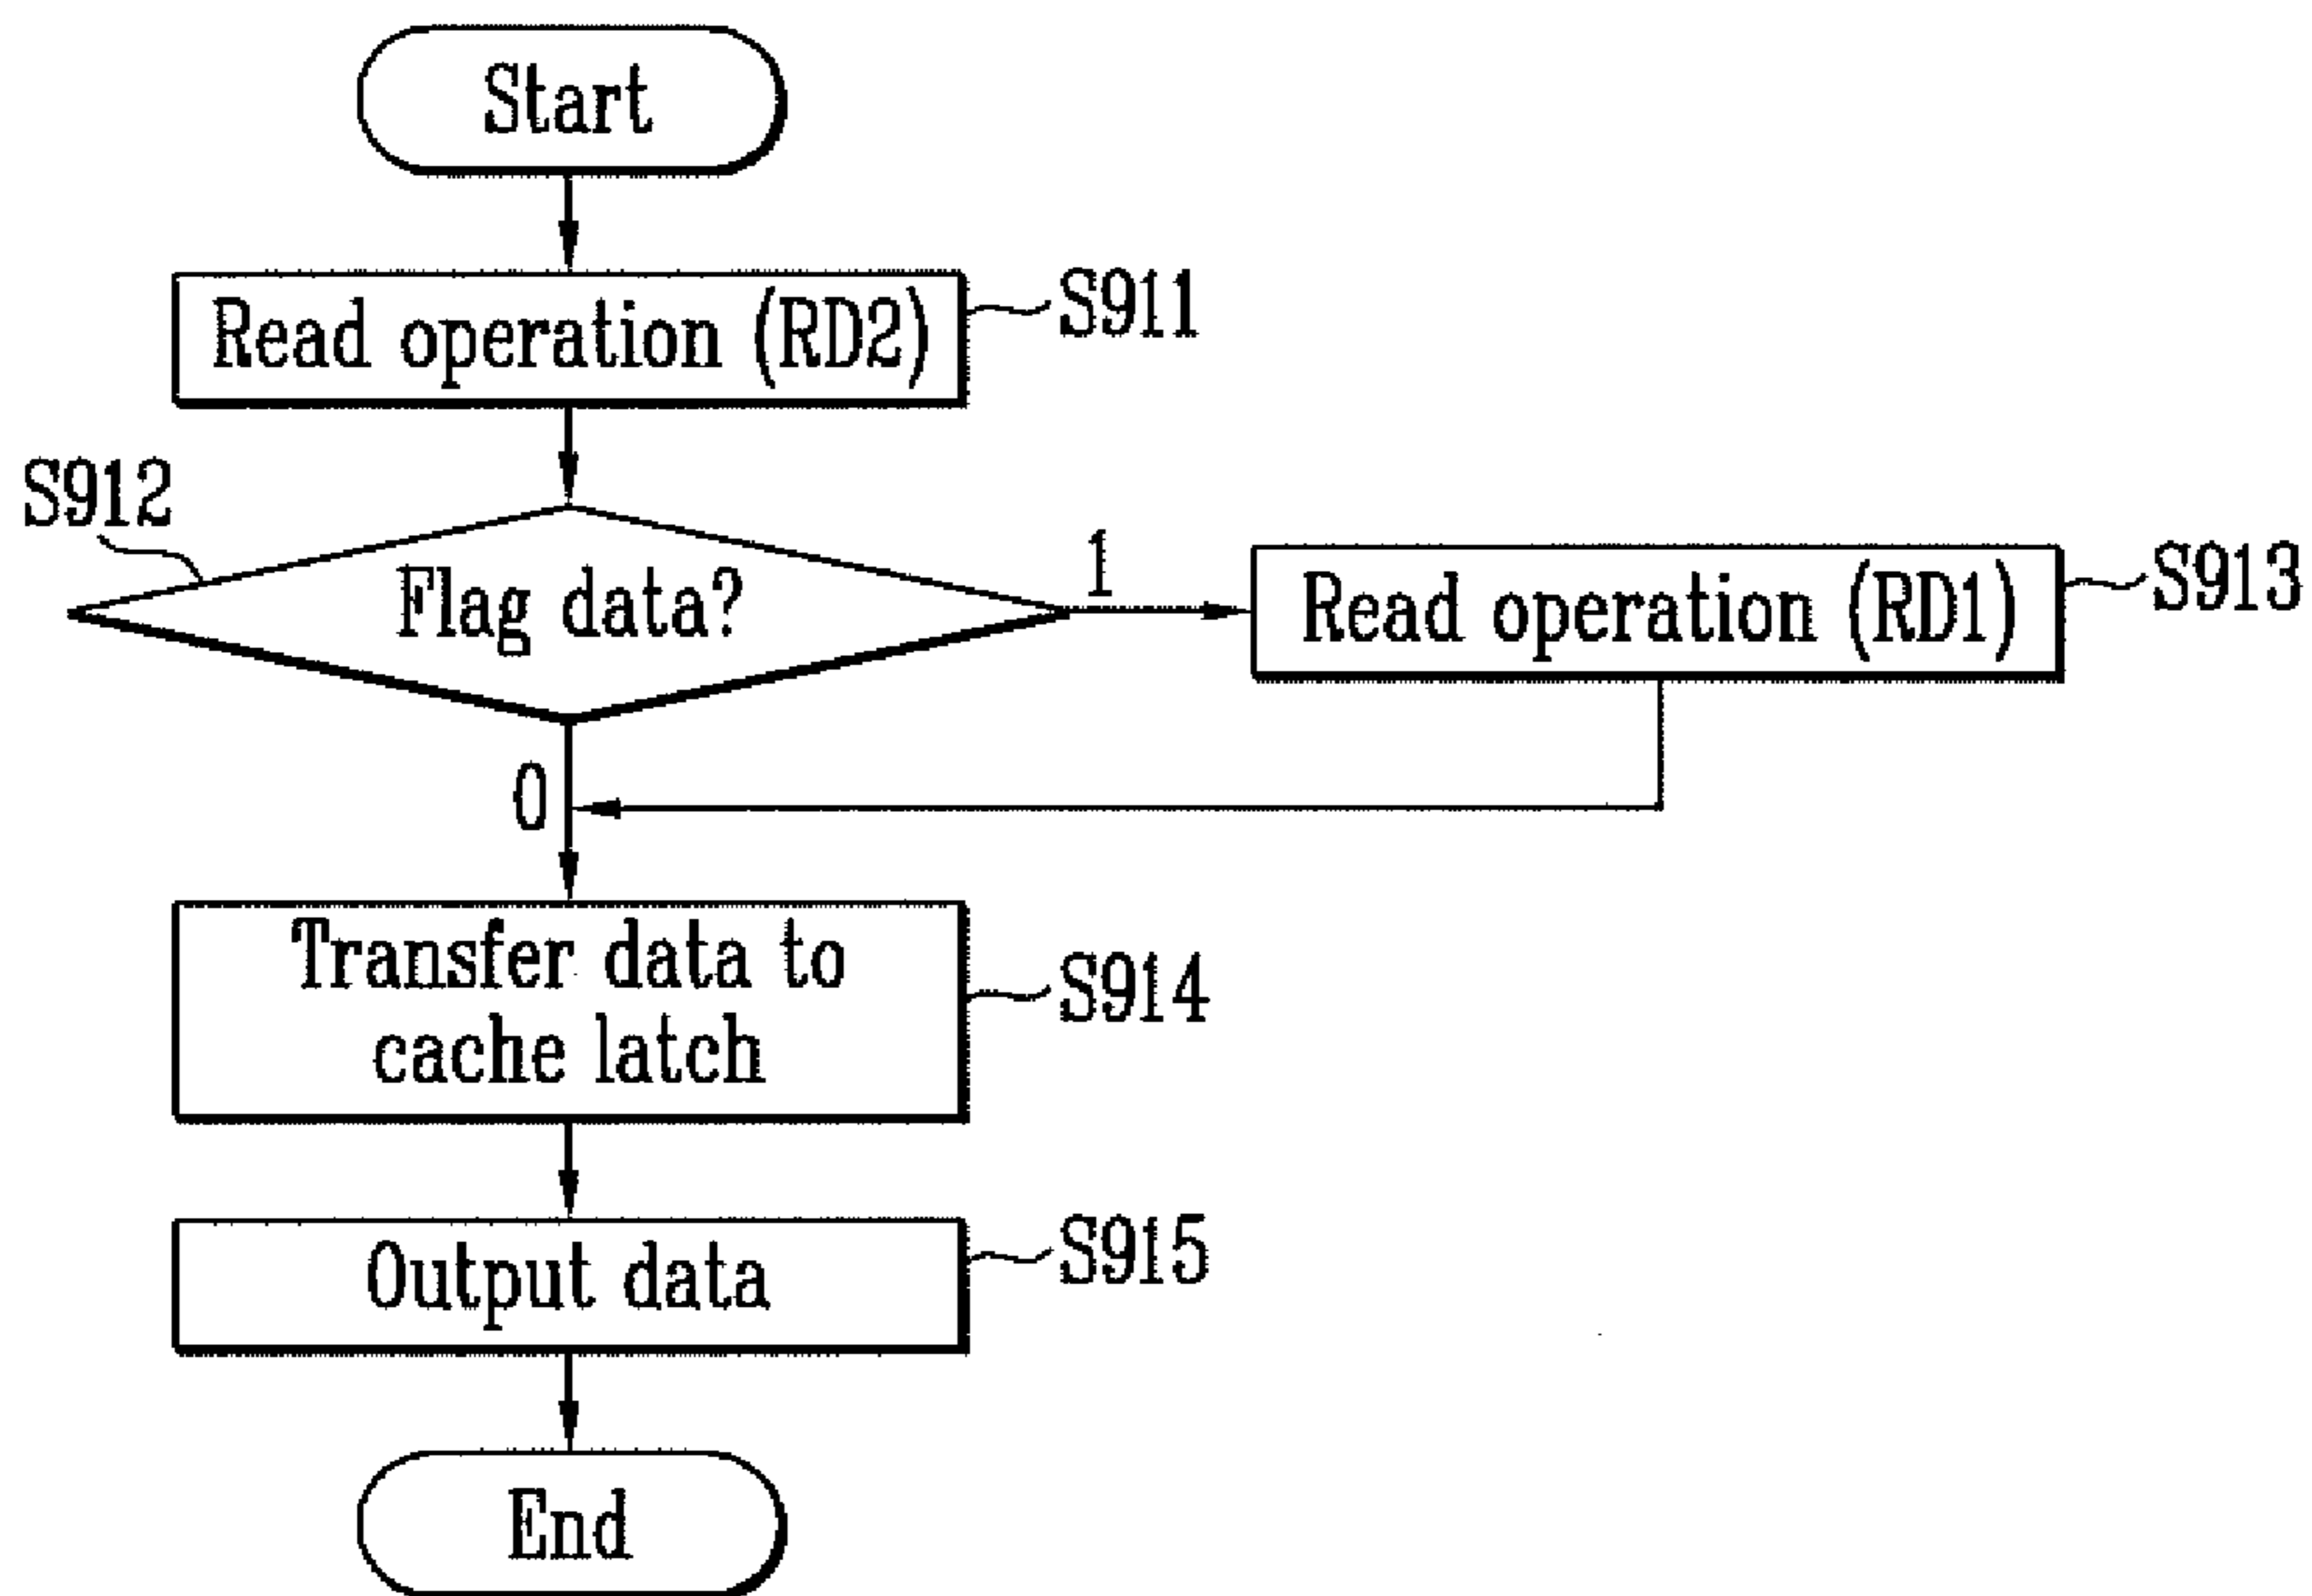 Start
Read operation (RD2)
S911
S912
Flag data?
1
Read operation (RD1)
S913
0
Transfer data to
cache latch
S914
Output data
S915
End